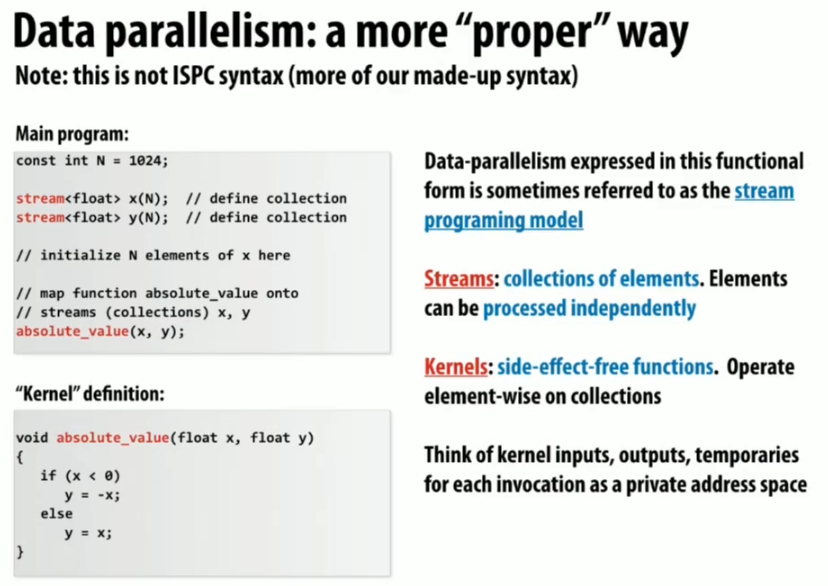 Data parallelism: a more “proper” way
Note: this is not ISPC syntax (more of our made-up syntax)
Main program:
const int N = 1024;
stream<float> x(N);  // define collection
stream<float> y(N);  // define collection
// initialize N elements of x here
// map function absolute_value onto
// streams (collections) x, y
absolute_value(x, y);
“Kernel” definition:
void absolute_value(float x, float y)
{
   if (x < 0)
      y = -x;
   else
      y = x;
}
Data-parallelism expressed in this functional
form is sometimes referred to as the stream
programing model
Streams: collections of elements. Elements
can be processed independently
Kernels: side-effect-free functions. Operate
element-wise on collections
Think of kernel inputs, outputs, temporaries
for each invocation as a private address space